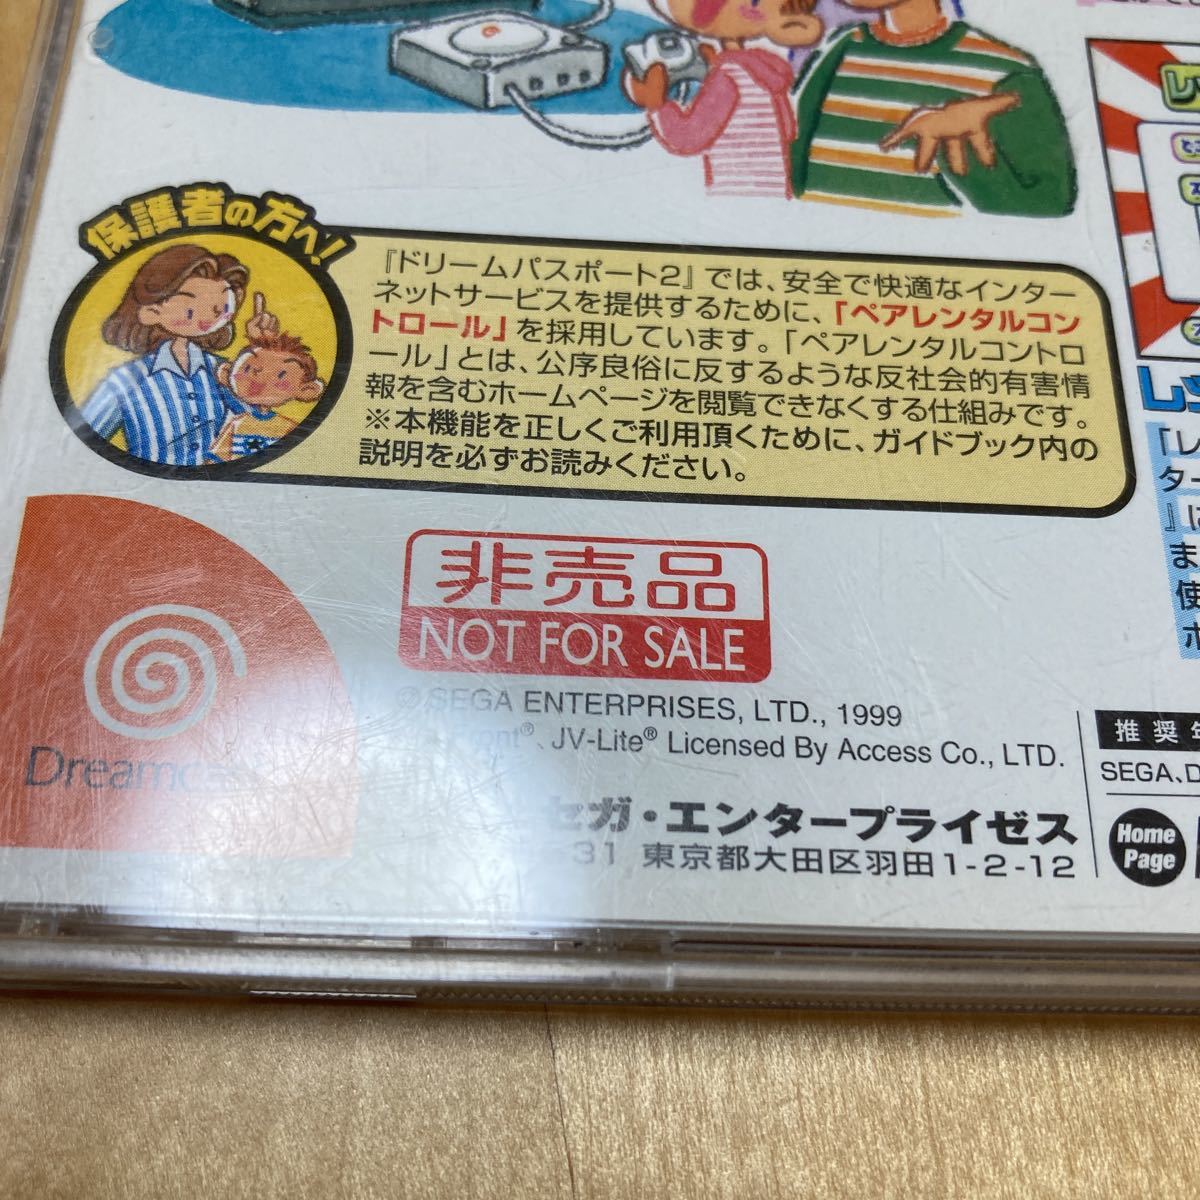 保護者の方へ!
『ドリームパスポート2』では、安全で快適なインター
ネットサービスを提供するために、「ペアレンタルコン
トロール」を採用しています。「ペアレンタルコントロ
ール」とは、公序良俗に反するような反社会的有害情
報を含むホームページを閲覧できなくする仕組みです。
※本機能を正しくご利用頂くために、ガイドブック内の
説明を必ずお読みください。
非売品
NOT FOR SALE
Dreamcast
©SEGA ENTERPRISES, LTD., 1999
®、JV-Lite® Licensed By Access Co., LTD.
セガ・エンタープライゼス
31 東京都大田区羽田1-2-12
推奨年
SEGA、D
Home
Page
「レ
ター
』に
ま
使